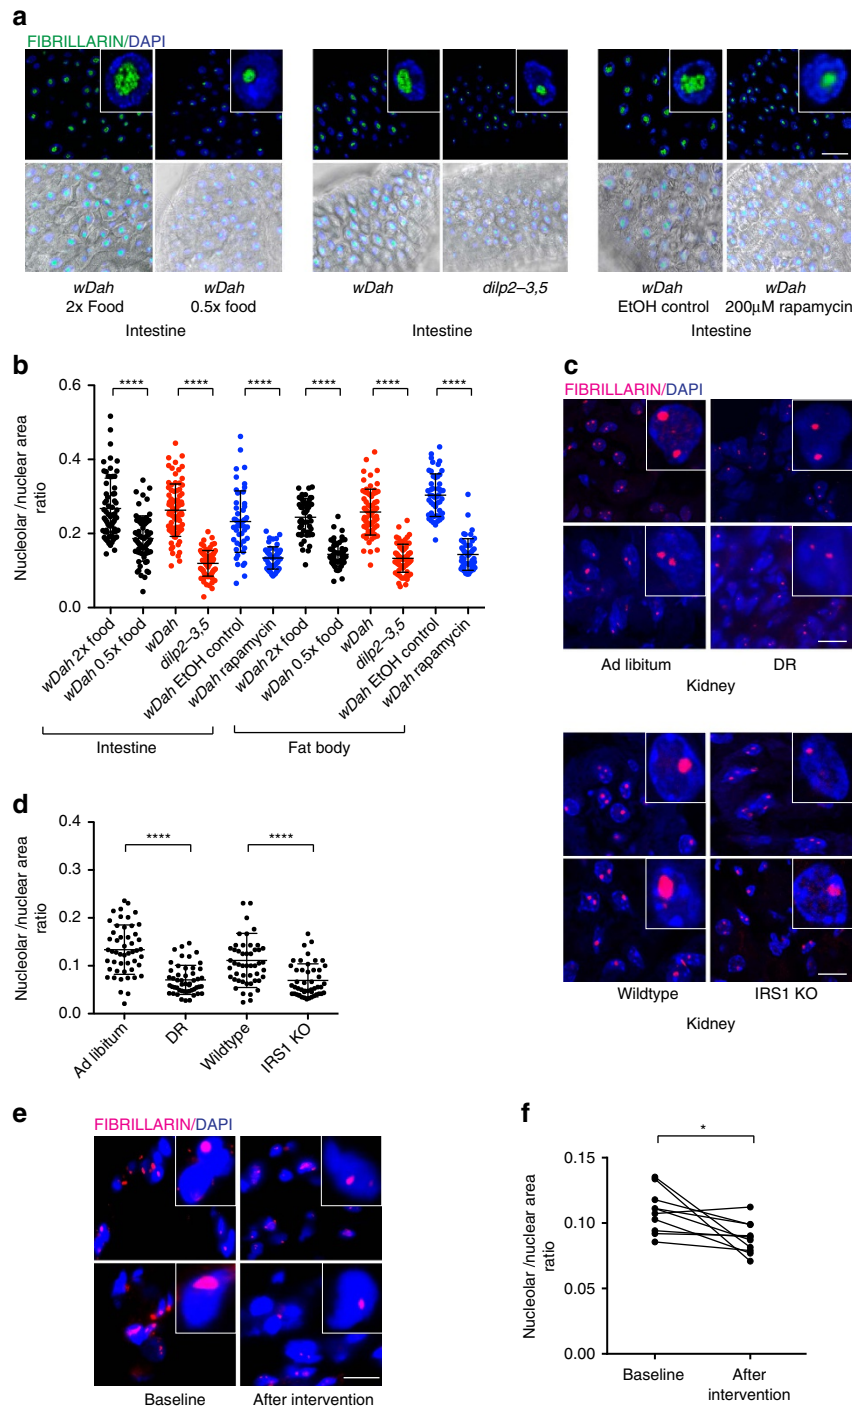 a
FIBRILLARIN/DAPI
wDah
2x Food
wDah
0.5x food
Intestine
wDah
dilp2–3,5
Intestine
wDah
EtOH control
wDah
200µM rapamycin
Intestine
b
Nucleolar /nuclear area
ratio
0.6
0.4
0.2
0.0
**** **** **** **** **** ****
wDah 2x food
wDah 0.5x food
wDah
dilp2–3,5
wDah EtOH control
wDah rapamycin
wDah 2x food
wDah 0.5x food
wDah
dilp2–3,5
wDah EtOH control
wDah rapamycin
Intestine
Fat body
c
FIBRILLARIN/DAPI
Ad libitum
DR
Kidney
Wildtype
IRS1 KO
Kidney
d
Nucleolar /nuclear area
ratio
0.4
0.3
0.2
0.1
0.0
**** ****
Ad libitum
DR
Wildtype
IRS1 KO
e
FIBRILLARIN/DAPI
Baseline
After intervention
f
Nucleolar /nuclear area
ratio
0.15
0.10
0.05
0.00
*
Baseline
After
intervention